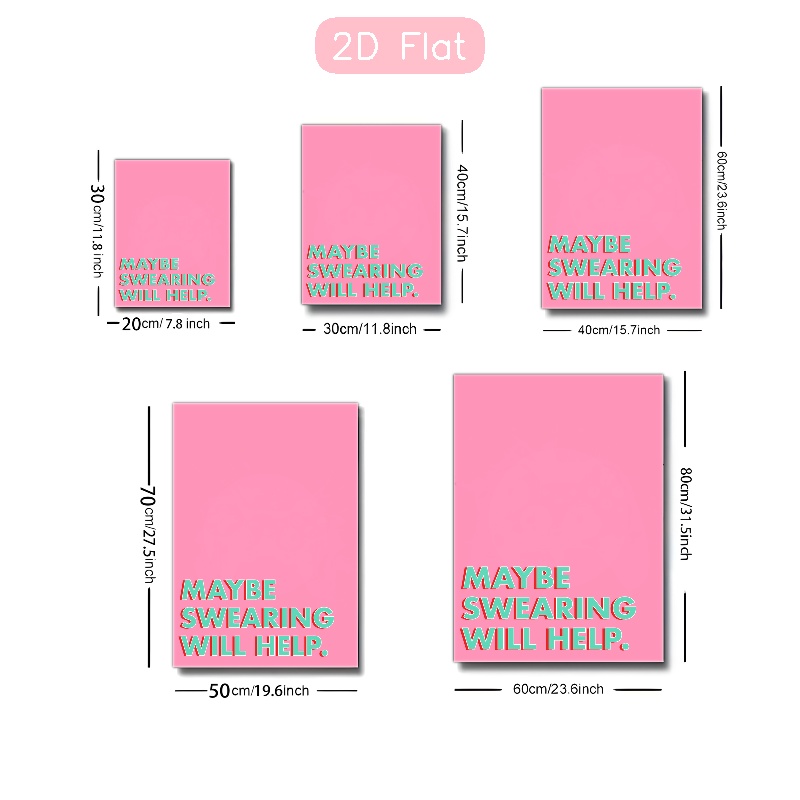 2D Flat
30cm/11.8 inch
MAYBE
SWEARING
WILL HELP.
20cm/ 7.8 inch
MAYBE
SWEARING
WILL HELP.
40cm/15.7inch
30cm/11.8inch
MAYBE
SWEARING
WILL HELP.
60cm/23.6inch
40cm/15.7inch
70cm/27.5inch
MAYBE
SWEARING
WILL HELP.
50cm/19.6inch
MAYBE
SWEARING
WILL HELP.
80cm/31.5inch
60cm/23.6inch